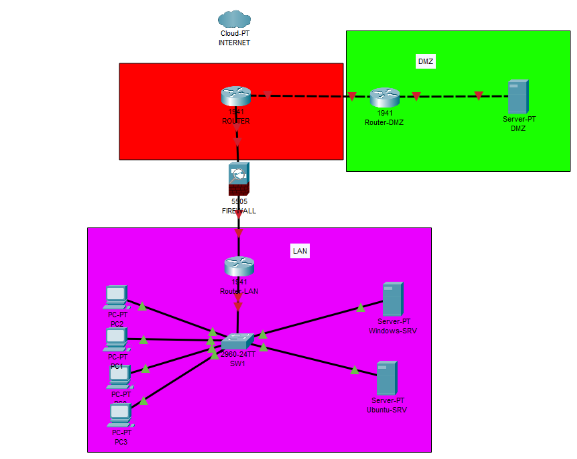 Cloud-PT
INTERNET
DMZ
1941
ROUTER
1941
Router-DMZ
Server-PT
DMZ
5505
FIREWALL
LAN
1941
Router-LAN
PC-PT
PC2
Server-PT
Windows-SRV
2960-24TT
SW1
PC-PT
PC1
PC-PT
Server-PT
Ubuntu-SRV
PC-PT
PC3